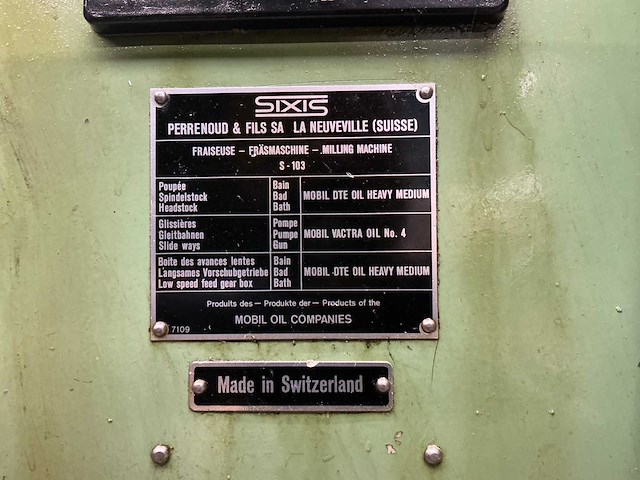 SIXIS
PERRENOUD & FILS SA LA NEUVEVILLE (SUISSE)
FRAISEUSE - FRÄSMASCHINE - MILLING MACHINE
S-103
Poupée
Spindelstock
Headstock
Bain
Bad
Bath
MOBIL DTE OIL HEAVY MEDIUM
Glissières
Gleitbahnen
Slide ways
Pompe
Pumpe
Gun
MOBIL VACTRA OIL No. 4
Boite des avances lentes
Langsames Vorschubgetriebe
Low speed feed gear box
Bain
Bad
Bath
MOBIL DTE OIL HEAVY MEDIUM
Produits des - Produkte der - Products of the
MOBIL OIL COMPANIES
7109
Made in Switzerland